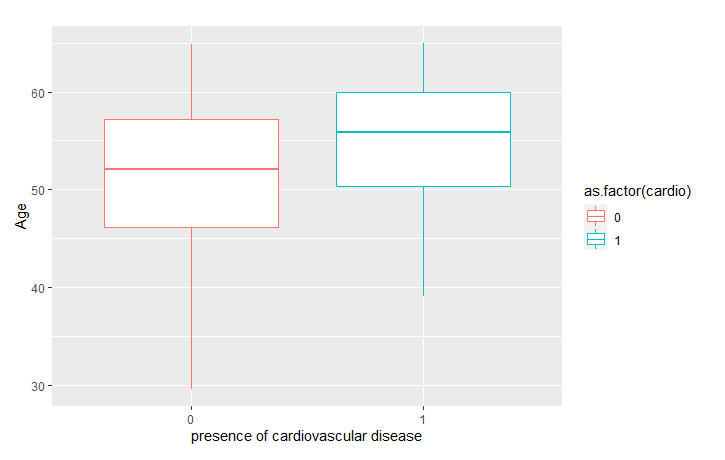 60
50
40
30
Age
0
1
presence of cardiovascular disease
as.factor(cardio)
0
1